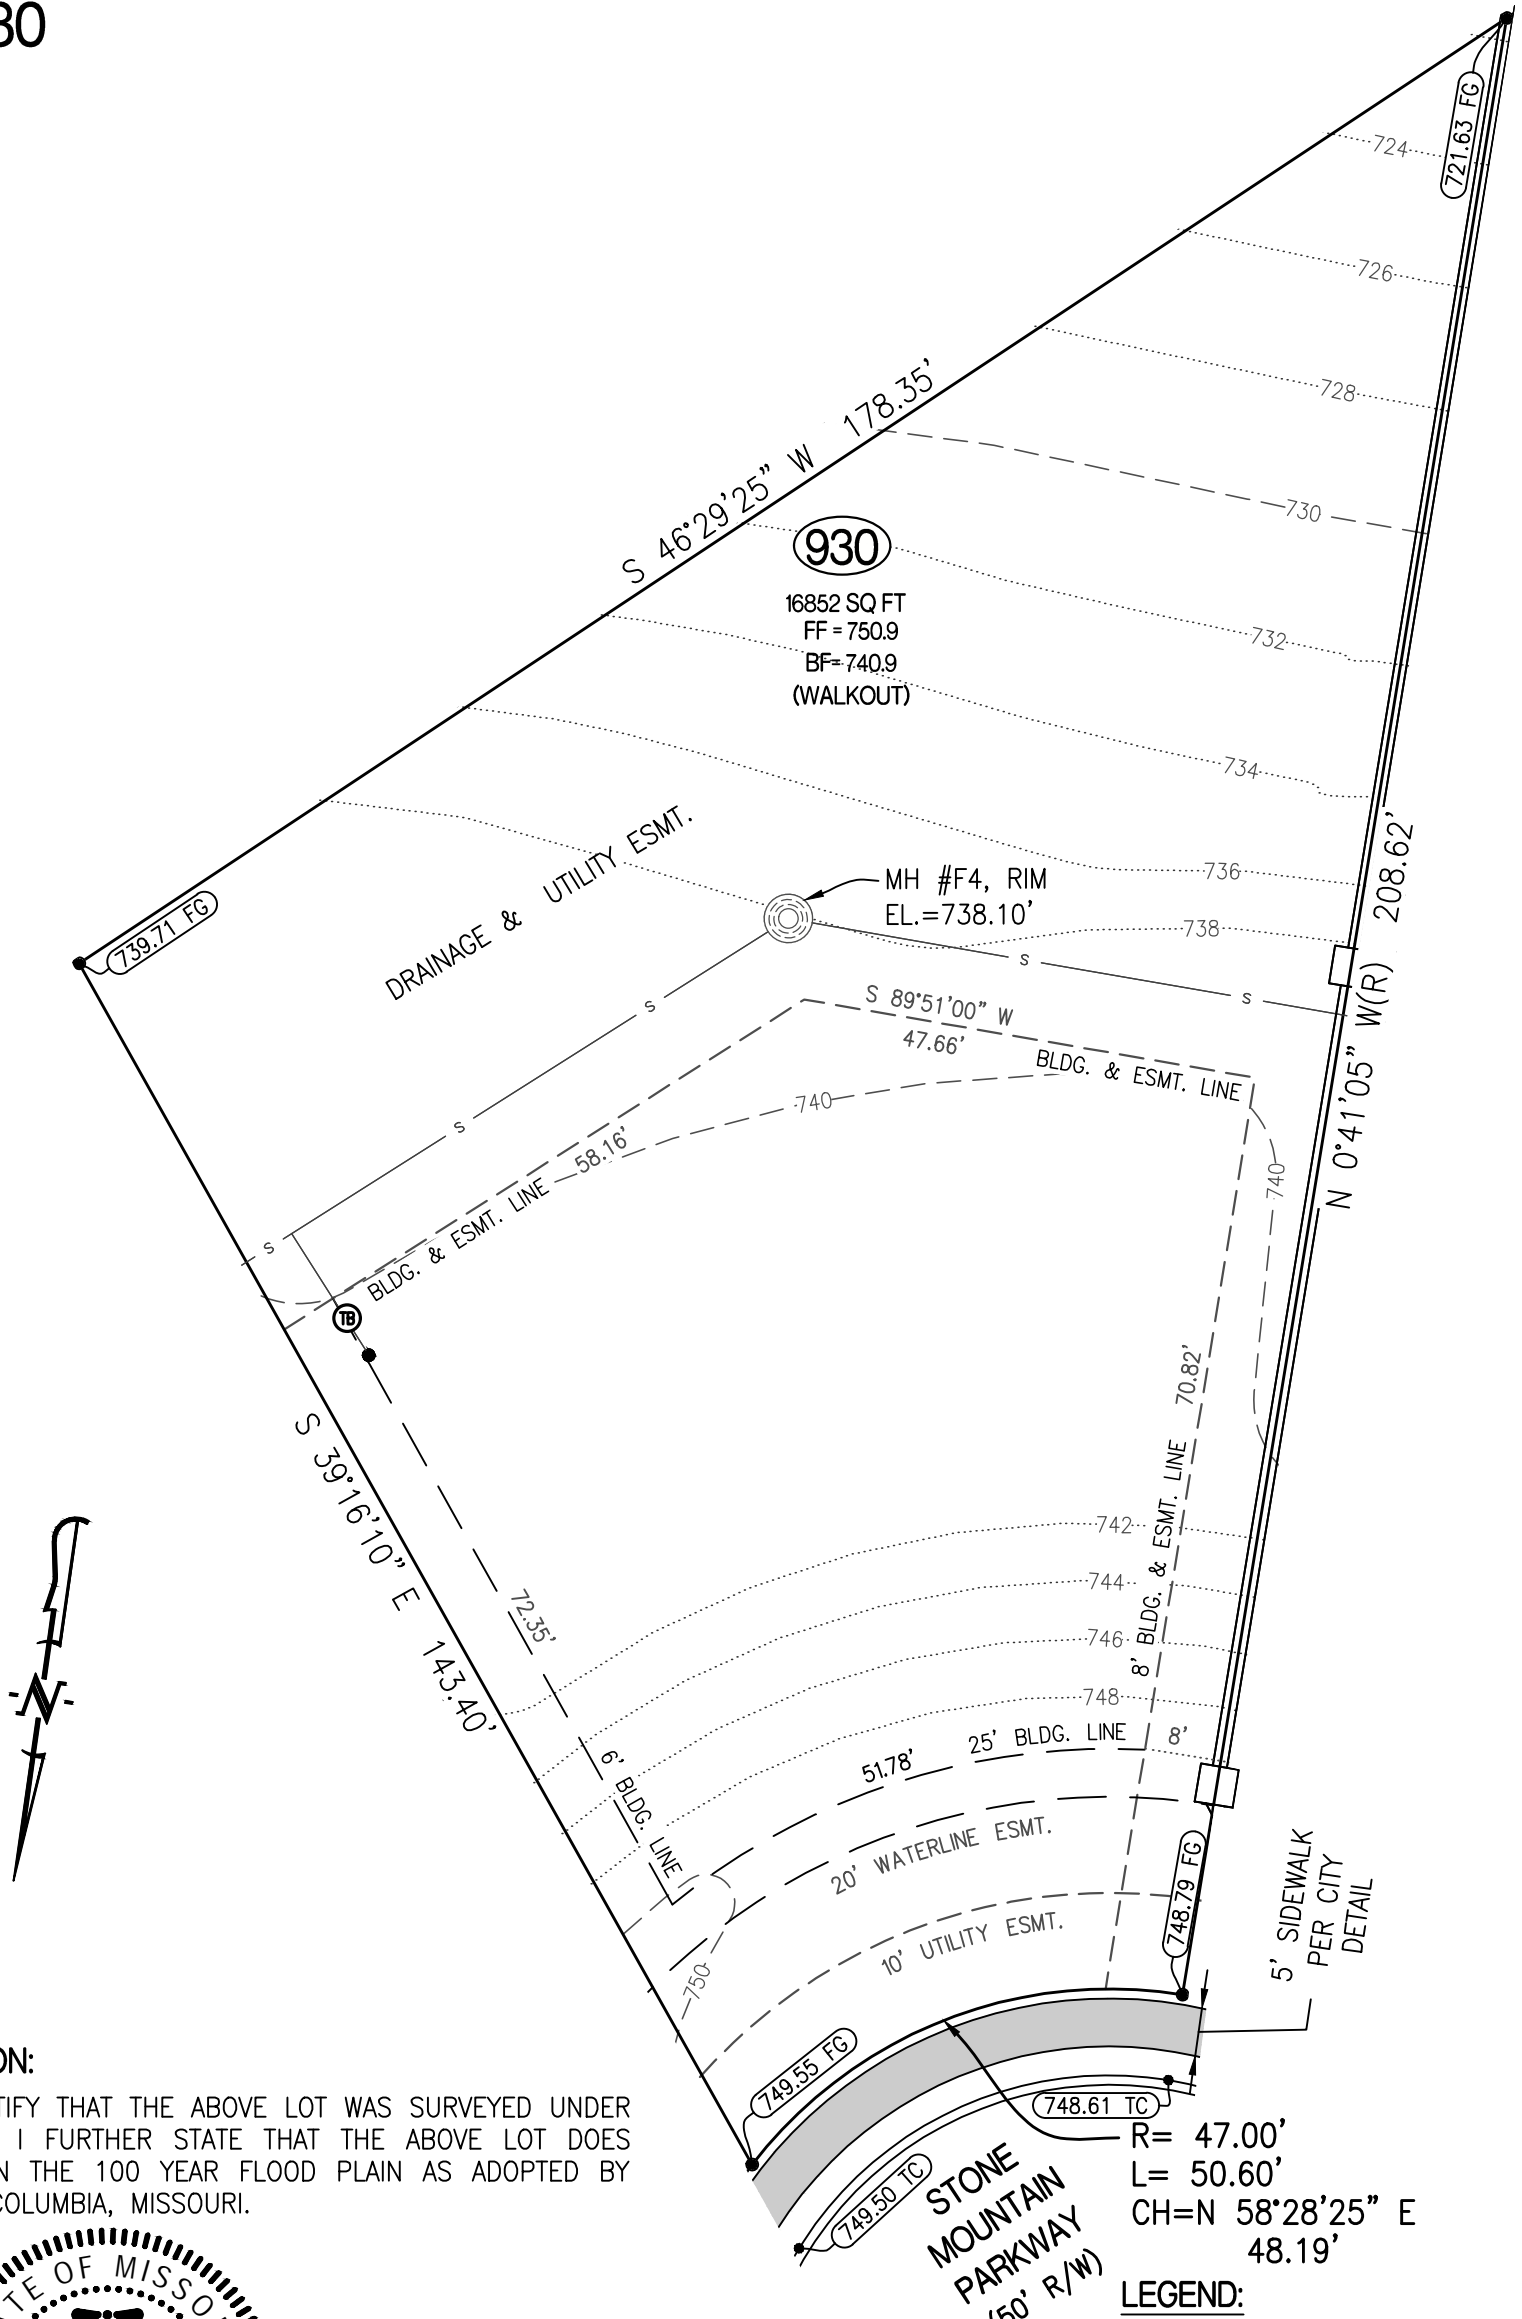 30
721.63 FG
724
726
728
S 46°29'25" W 178.35'
730
930
16852 SQ FT
FF = 750.9
BF= 740.9
(WALKOUT)
732
734
DRAINAGE & UTILITY ESMT.
MH #F4, RIM
EL.=738.10'
736
738
739.71 FG
N 0°41'05" W(R) 208.62'
s
s
s
s
s
S 89°51'00" W
47.66'
BLDG. & ESMT. LINE
740
58.16'
BLDG. & ESMT. LINE
740
TB
S 39°16'10" E 143.40'
72.35'
70.82'
8' BLDG. & ESMT. LINE
742
744
746
748
N
6' BLDG. LINE
51.78'
25' BLDG. LINE
8'
20' WATERLINE ESMT.
10' UTILITY ESMT.
750
748.79 FG
5' SIDEWALK
PER CITY
DETAIL
749.55 FG
748.61 TC
749.50 TC
R= 47.00'
L= 50.60'
CH=N 58°28'25" E
48.19'
STONE
MOUNTAIN
PARKWAY
(50' R/W)
LEGEND:
ON:
TIFY THAT THE ABOVE LOT WAS SURVEYED UNDER
I FURTHER STATE THAT THE ABOVE LOT DOES
N THE 100 YEAR FLOOD PLAIN AS ADOPTED BY
COLUMBIA, MISSOURI.
TE OF MISSO